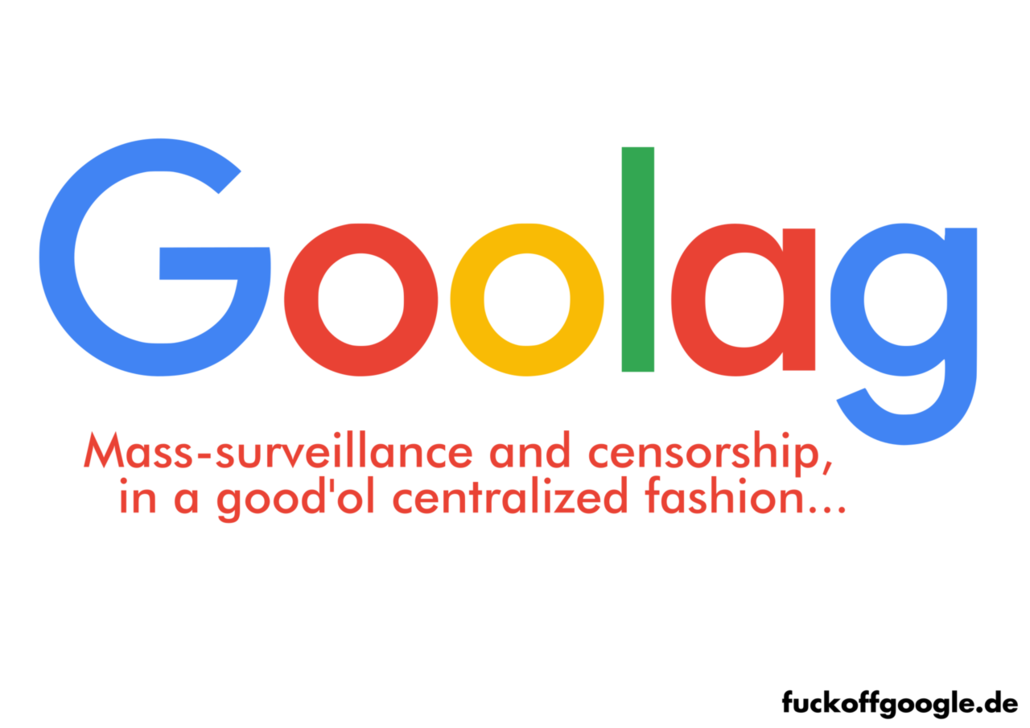 Goolag
Mass-surveillance and censorship,
in a good'ol centralized fashion...
fuckoffgoogle.de